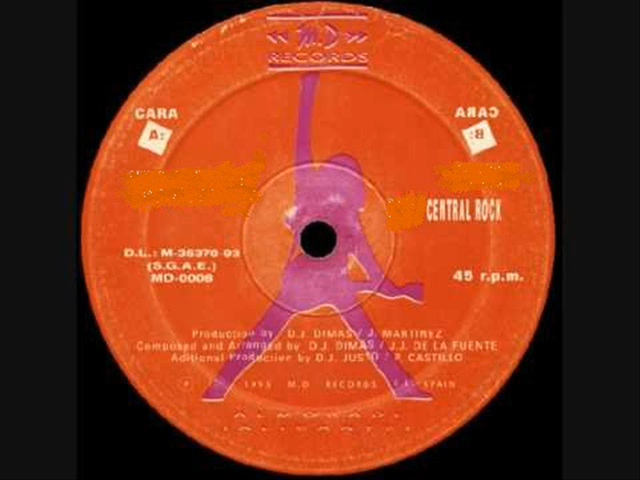 M.D
RECORDS
CARA
A:
CARA
B:
CENTRAL ROCK
D.L.: M-36370-93
(S.G.A.E.)
MD-0008
45 r.p.m.
Production by D.J. DIMAS / J. MARTINEZ
Composed and Arranged by D.J. DIMAS / J.J. DE LA FUENTE
Aditional Production by D.J. JUSTO / P. CASTILLO
M.D RECORDS
SPAIN